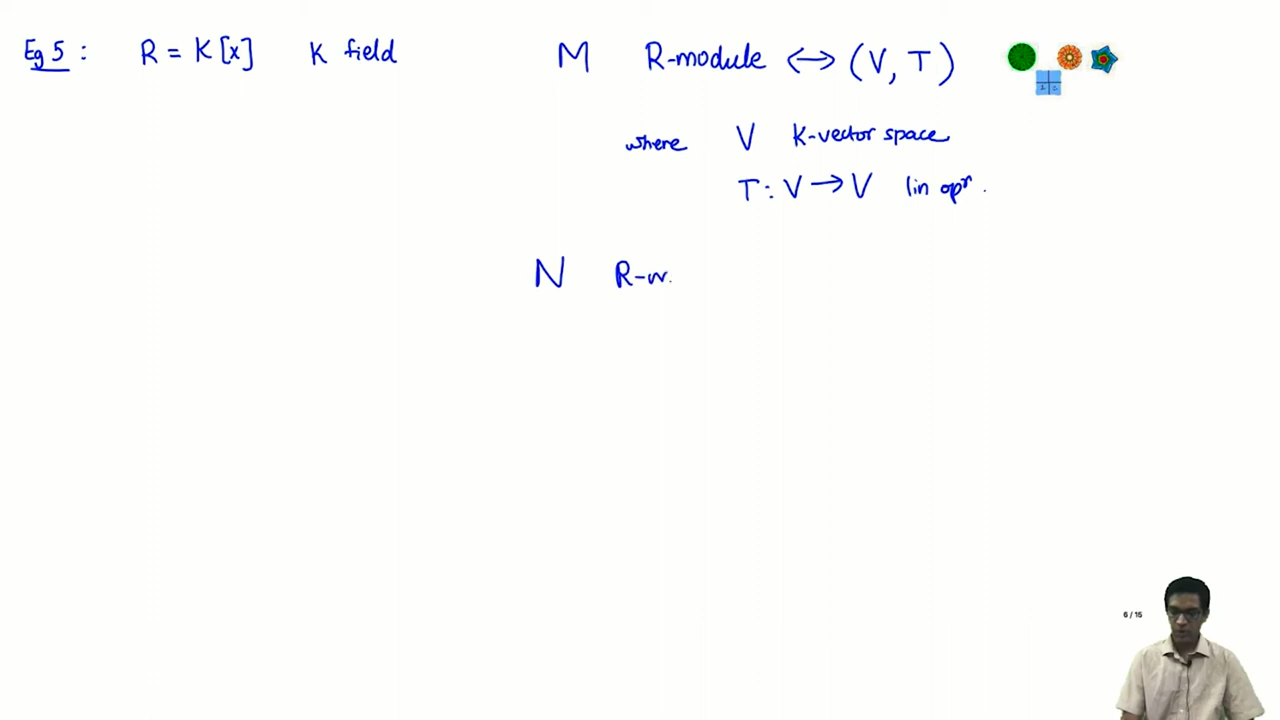 Eg 5 : R = K[x] K field M R-module ↔ (V, T)
where V K-vector space
T : V → V lin opr.
N R-m
6 / 15